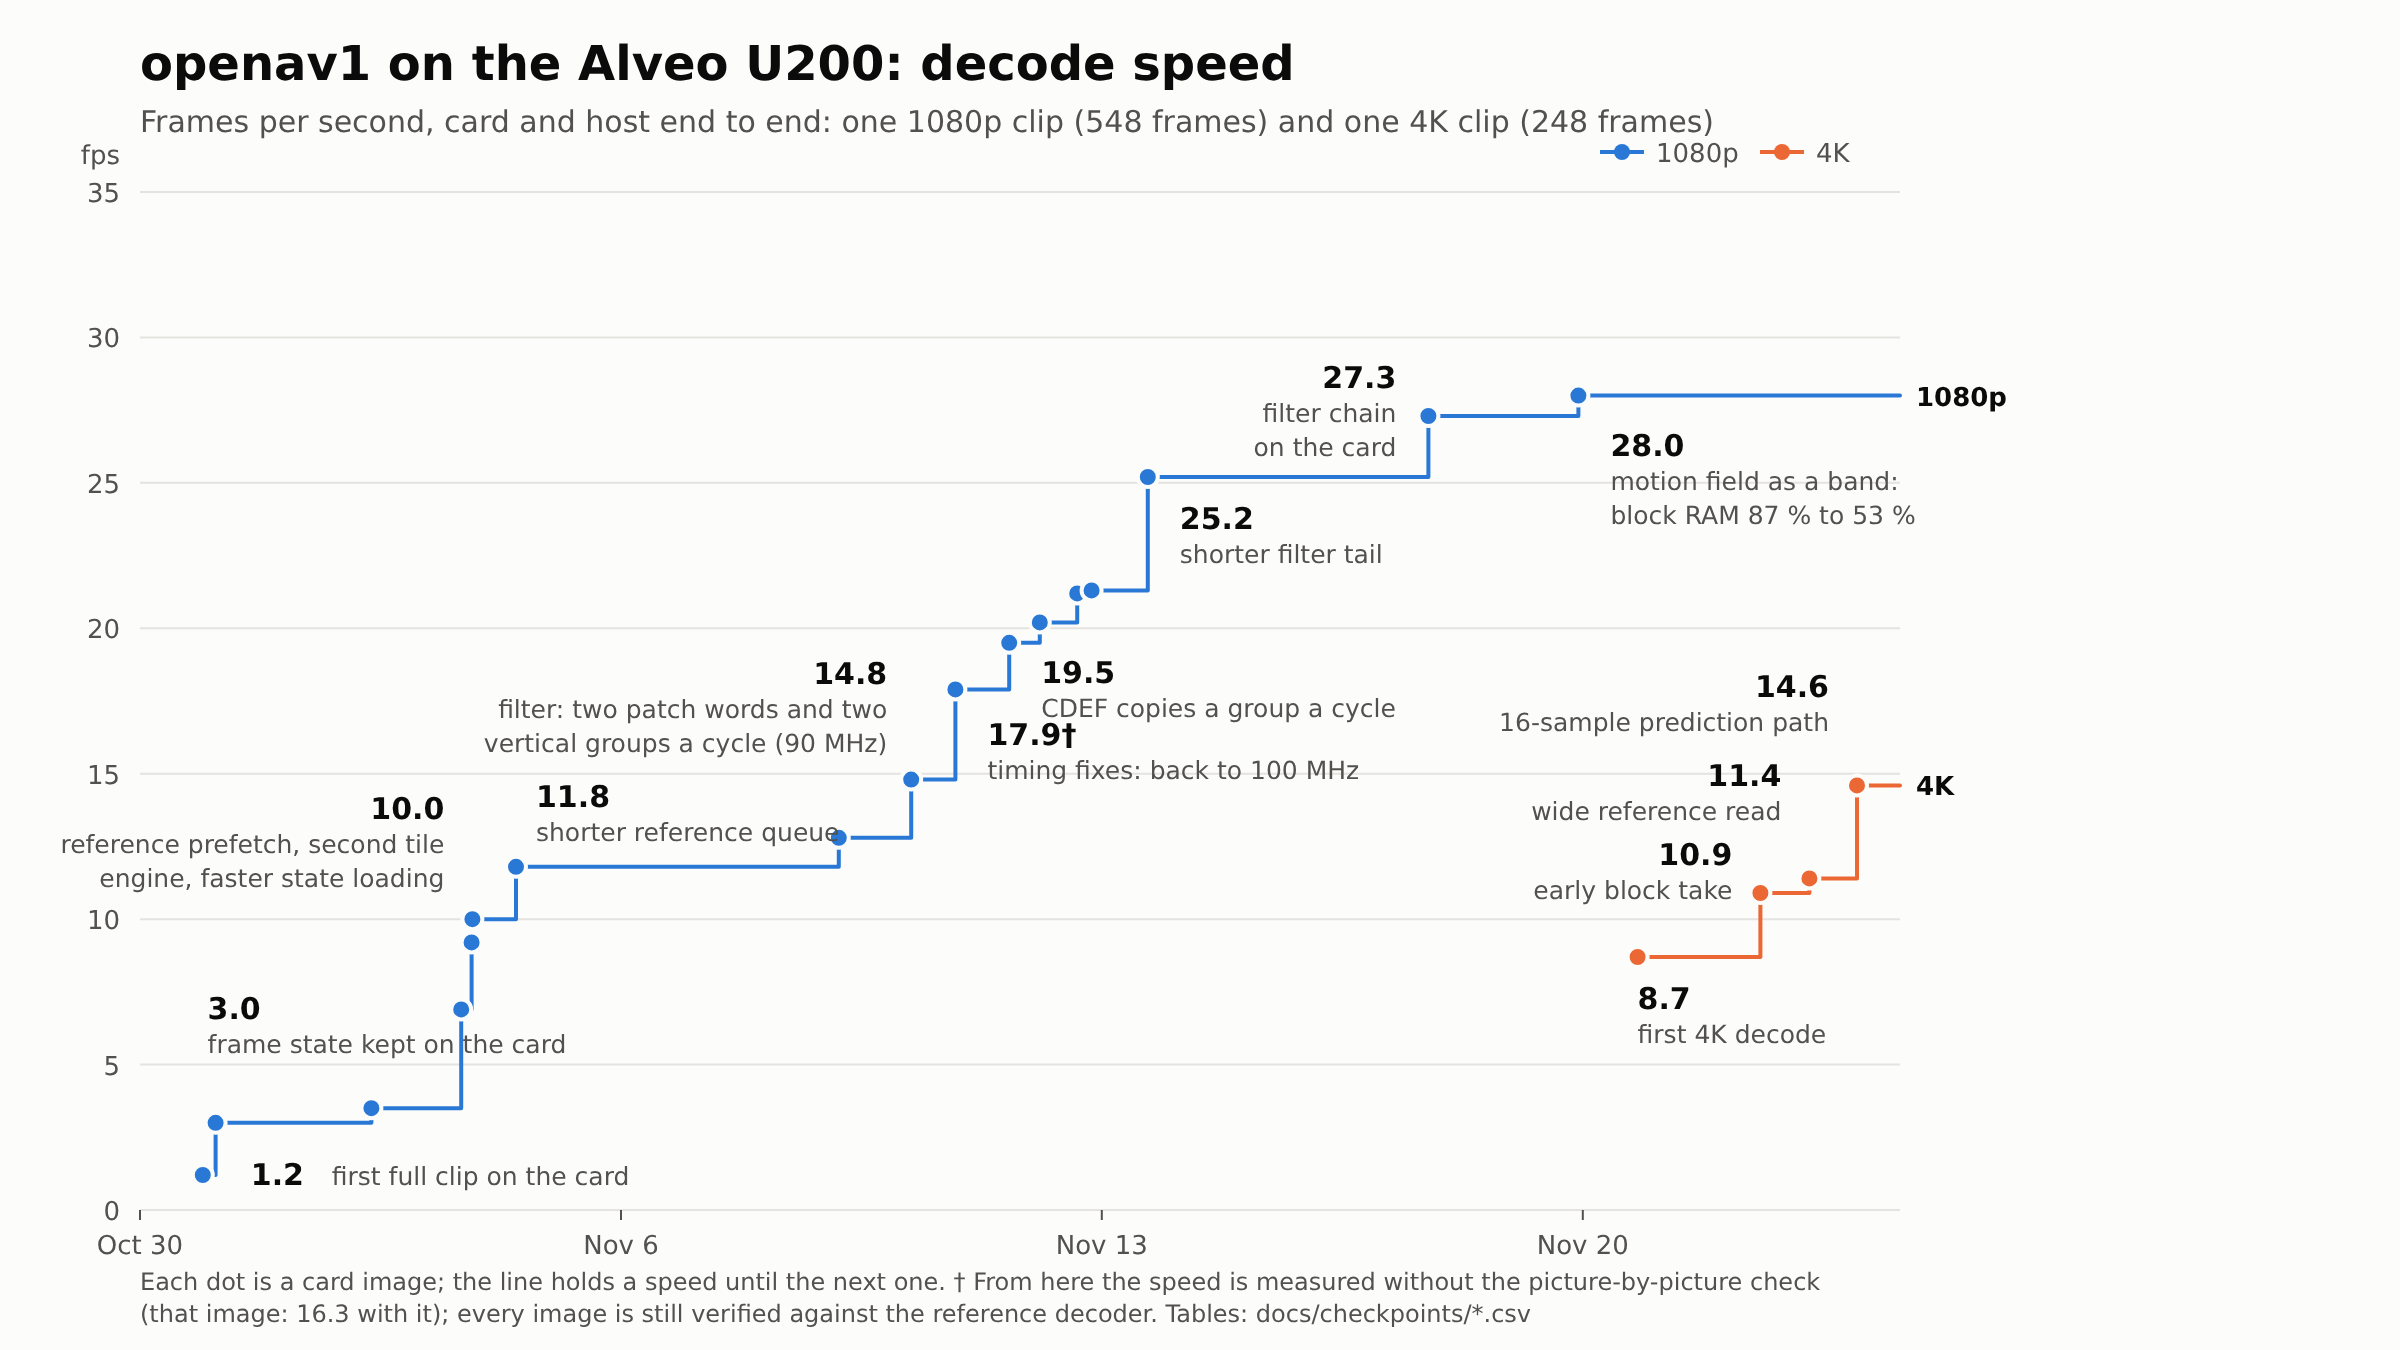 openav1 on the Alveo U200: decode speed
Frames per second, card and host end to end: one 1080p clip (548 frames) and one 4K clip (248 frames)
fps
1080p
4K
35
30
27.3
filter chain
on the card
1080p
28.0
motion field as a band:
block RAM 87 % to 53 %
25
25.2
shorter filter tail
20
14.8
filter: two patch words and two
vertical groups a cycle (90 MHz)
19.5
CDEF copies a group a cycle
17.9†
timing fixes: back to 100 MHz
14.6
16-sample prediction path
15
11.4
wide reference read
4K
10.0
reference prefetch, second tile
engine, faster state loading
11.8
shorter reference queue
10.9
early block take
10
3.0
frame state kept on the card
8.7
first 4K decode
5
1.2 first full clip on the card
0
Oct 30
Nov 6
Nov 13
Nov 20
Each dot is a card image; the line holds a speed until the next one. † From here the speed is measured without the picture-by-picture check
(that image: 16.3 with it); every image is still verified against the reference decoder. Tables: docs/checkpoints/*.csv